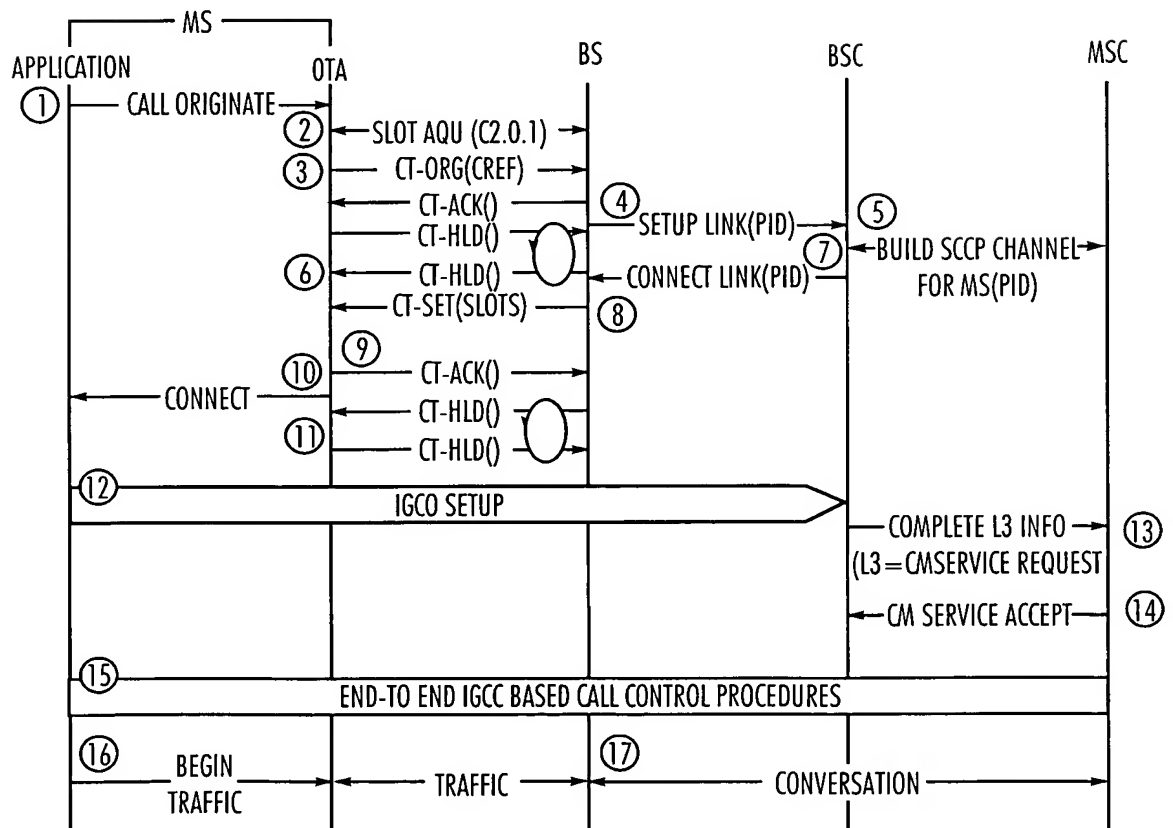 MS
APPLICATION
OTA
BS
BSC
MSC
1
CALL ORIGINATE
2
SLOT AQU (C2.0.1)
3
CT-ORG(CREF)
CT-ACK()
4
SETUP LINK(PID)
5
CT-HLD()
7
BUILD SCCP CHANNEL
FOR MS(PID)
6
CT-HLD()
CONNECT LINK(PID)
CT-SET(SLOTS)
8
9
10
CT-ACK()
CONNECT
CT-HLD()
11
CT-HLD()
12
IGCO SETUP
COMPLETE L3 INFO
(L3=CMSERVICE REQUEST
13
CM SERVICE ACCEPT
14
15
END-TO END IGCC BASED CALL CONTROL PROCEDURES
16
BEGIN
TRAFFIC
TRAFFIC
17
CONVERSATION